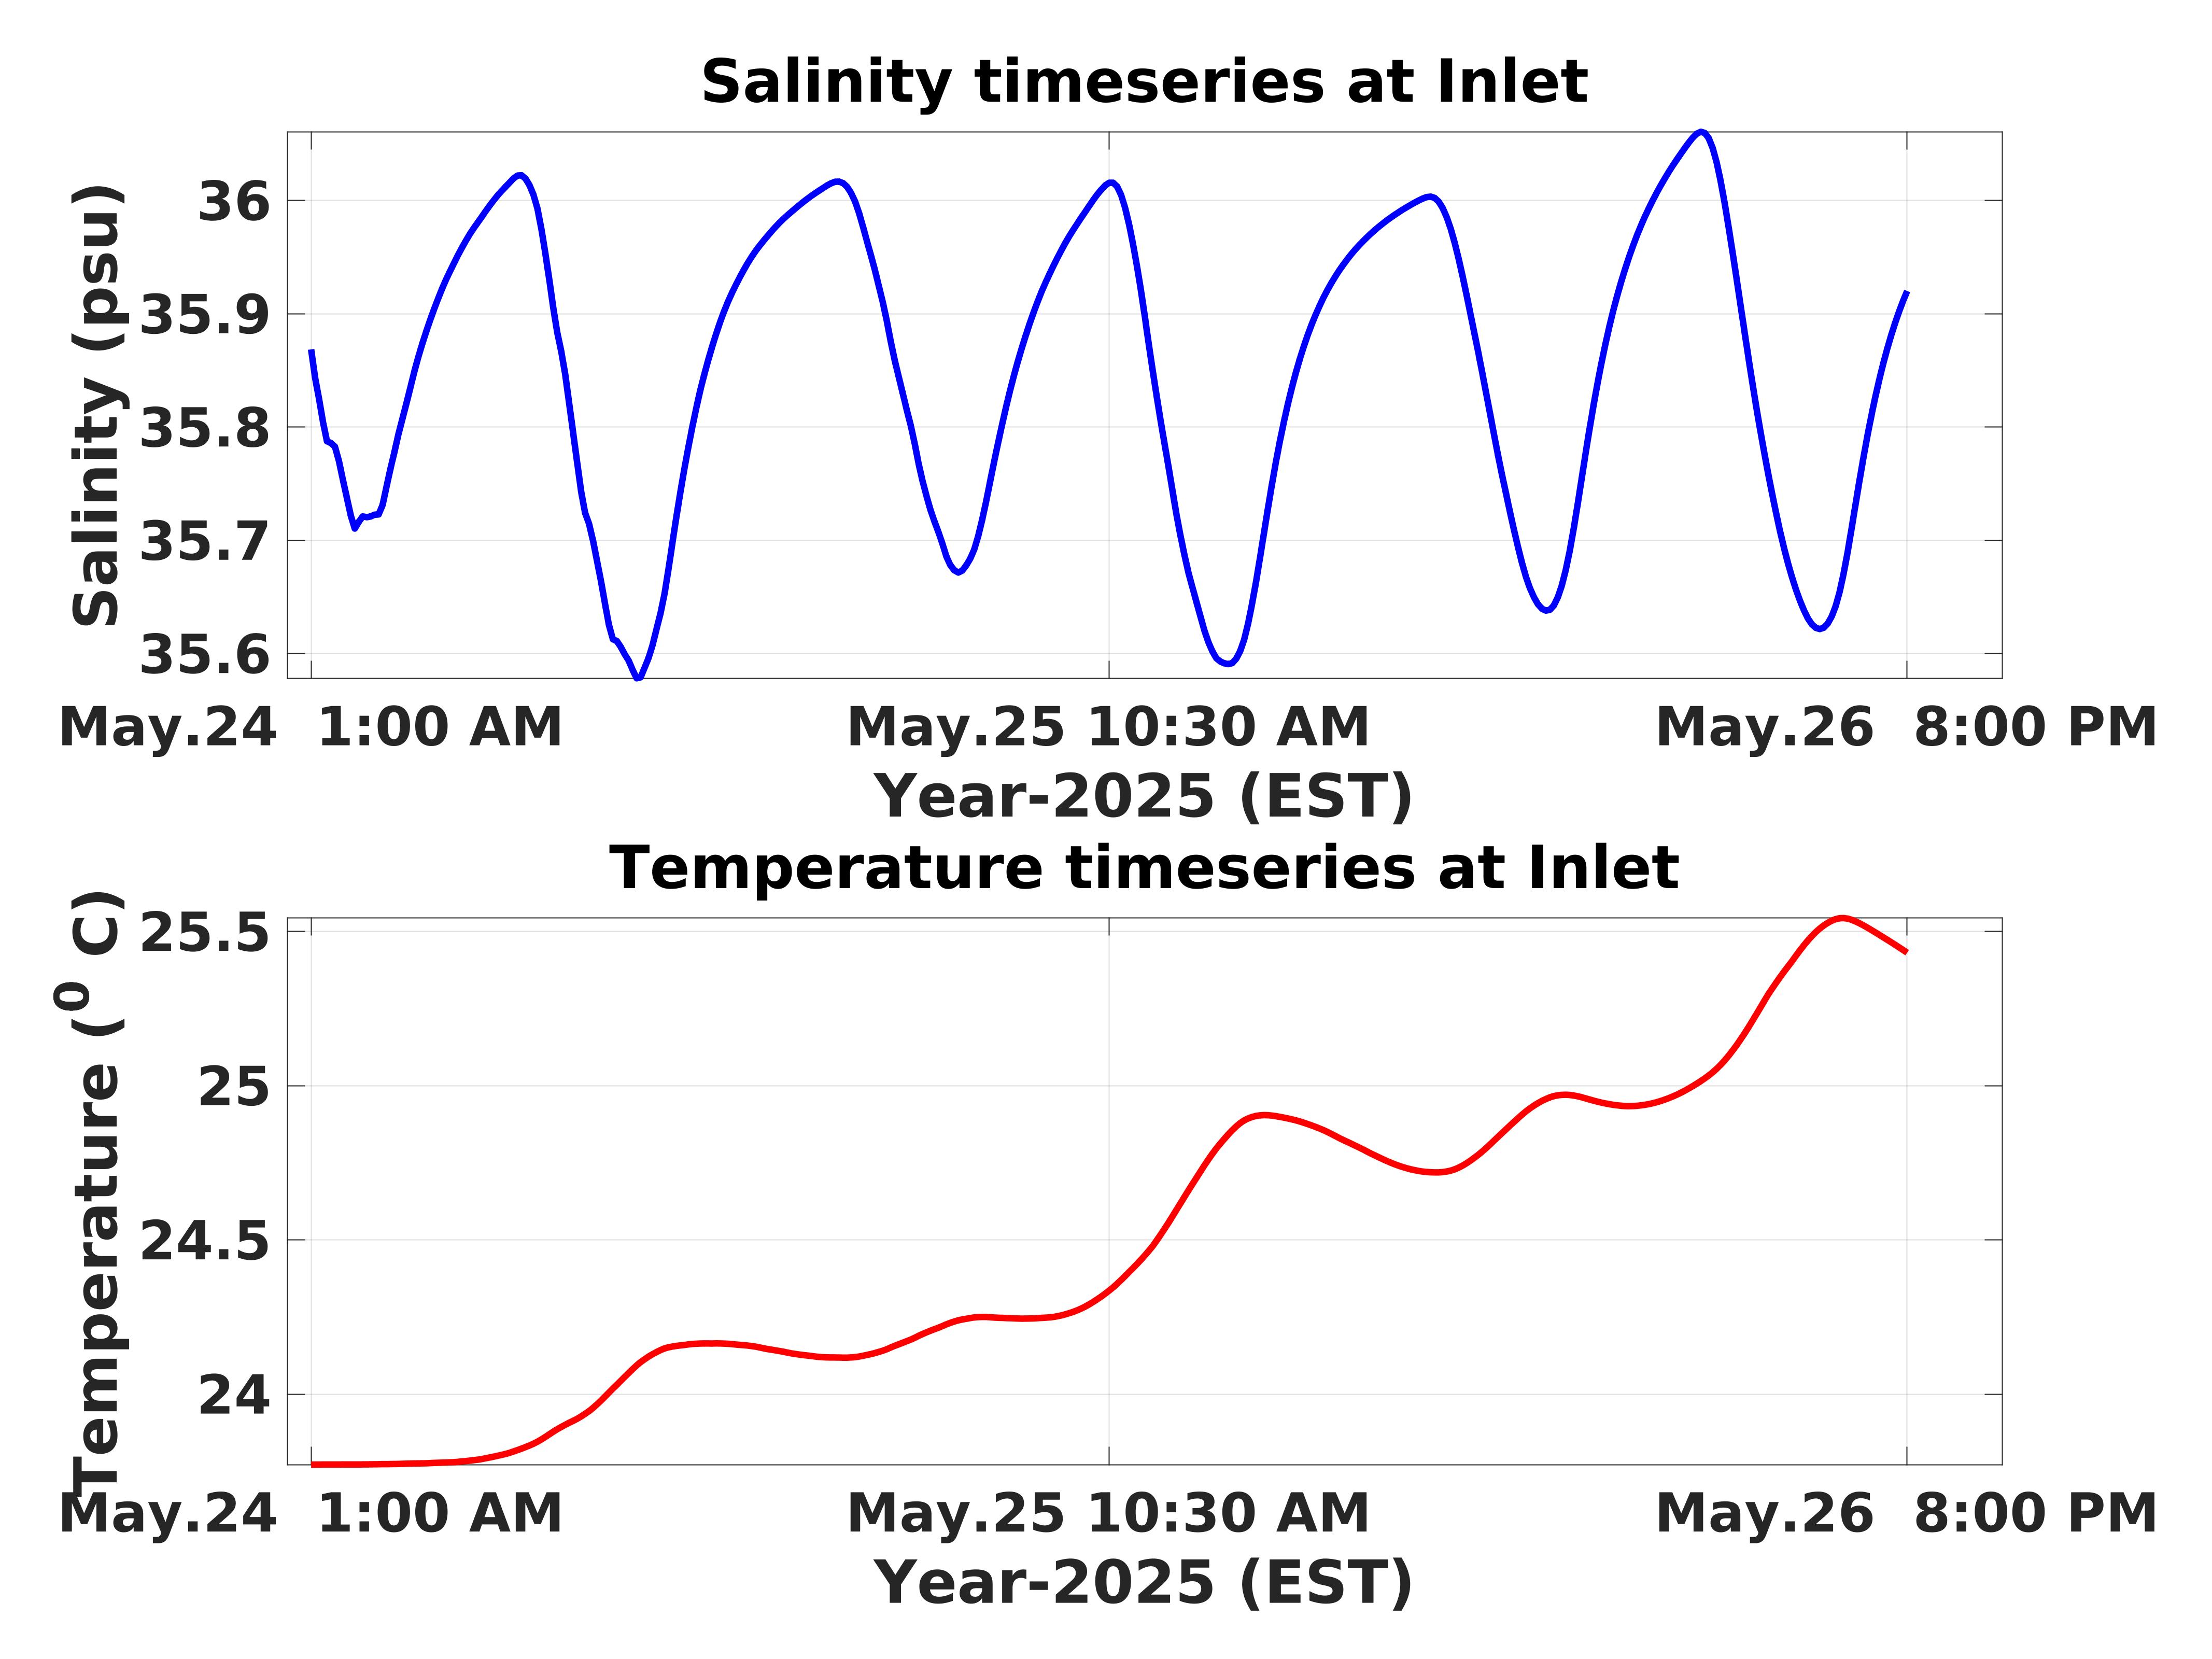 Salinity timeseries at Inlet
Salinity (psu)
36
35.9
35.8
35.7
35.6
May.24  1:00 AM
May.25 10:30 AM
May.26  8:00 PM
Year-2025 (EST)
Temperature timeseries at Inlet
Temperature (⁰ C)
25.5
25
24.5
24
May.24  1:00 AM
May.25 10:30 AM
May.26  8:00 PM
Year-2025 (EST)